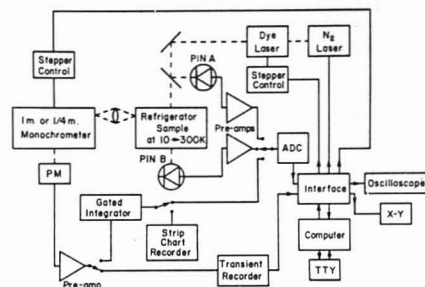 Stepper
Control
Dye
Laser
N2
Laser
PIN A
Stepper
Control
1m. or 1/4m.
Monochrometer
Refrigerator
Sample
at 10→300K
Pre-amps
ADC
PIN B
PM
Interface
Oscilloscope
Gated
Integrator
X-Y
Strip
Chart
Recorder
Computer
Transient
Recorder
Pre-amp
TTY